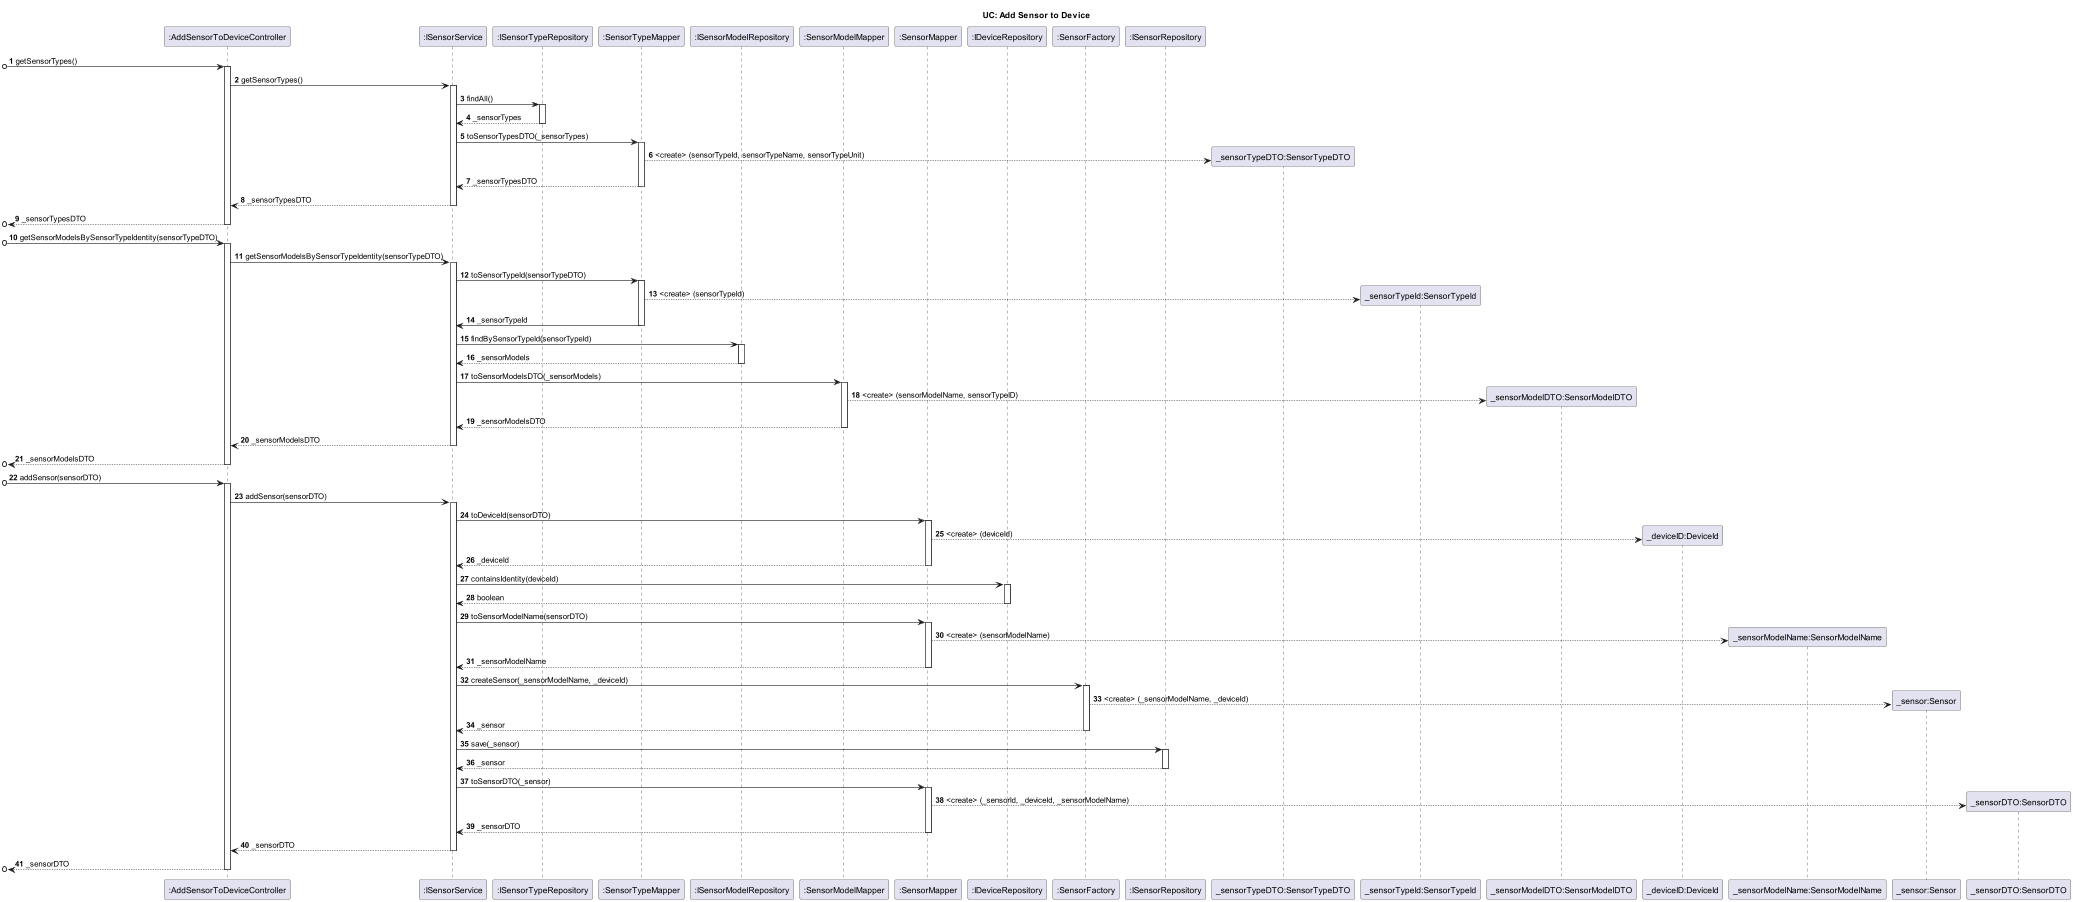 UC: Add Sensor to Device
:AddSensorToDeviceController
:ISensorService
:ISensorTypeRepository
:SensorTypeMapper
:ISensorModelRepository
:SensorModelMapper
:SensorMapper
:IDeviceRepository
:SensorFactory
:ISensorRepository
1 getSensorTypes()
2 getSensorTypes()
3 findAll()
4 _sensorTypes
5 toSensorTypesDTO(_sensorTypes)
6 <create> (sensorTypeId, sensorTypeName, sensorTypeUnit)
_sensorTypeDTO:SensorTypeDTO
7 _sensorTypesDTO
8 _sensorTypesDTO
9 _sensorTypesDTO
10 getSensorModelsBySensorTypeIdentity(sensorTypeDTO)
11 getSensorModelsBySensorTypeIdentity(sensorTypeDTO)
12 toSensorTypeId(sensorTypeDTO)
13 <create> (sensorTypeId)
_sensorTypeId:SensorTypeId
14 _sensorTypeId
15 findBySensorTypeId(sensorTypeId)
16 _sensorModels
17 toSensorModelsDTO(_sensorModels)
18 <create> (sensorModelName, sensorTypeID)
_sensorModelDTO:SensorModelDTO
19 _sensorModelsDTO
20 _sensorModelsDTO
21 _sensorModelsDTO
22 addSensor(sensorDTO)
23 addSensor(sensorDTO)
24 toDeviceId(sensorDTO)
25 <create> (deviceId)
_deviceID:DeviceId
26 _deviceId
27 containsIdentity(deviceId)
28 boolean
29 toSensorModelName(sensorDTO)
30 <create> (sensorModelName)
_sensorModelName:SensorModelName
31 _sensorModelName
32 createSensor(_sensorModelName, _deviceId)
33 <create> (_sensorModelName, _deviceId)
_sensor:Sensor
34 _sensor
35 save(_sensor)
36 _sensor
37 toSensorDTO(_sensor)
38 <create> (_sensorId, _deviceId, _sensorModelName)
_sensorDTO:SensorDTO
39 _sensorDTO
40 _sensorDTO
41 _sensorDTO
:AddSensorToDeviceController
:ISensorService
:ISensorTypeRepository
:SensorTypeMapper
:ISensorModelRepository
:SensorModelMapper
:SensorMapper
:IDeviceRepository
:SensorFactory
:ISensorRepository
_sensorTypeDTO:SensorTypeDTO
_sensorTypeId:SensorTypeId
_sensorModelDTO:SensorModelDTO
_deviceID:DeviceId
_sensorModelName:SensorModelName
_sensor:Sensor
_sensorDTO:SensorDTO